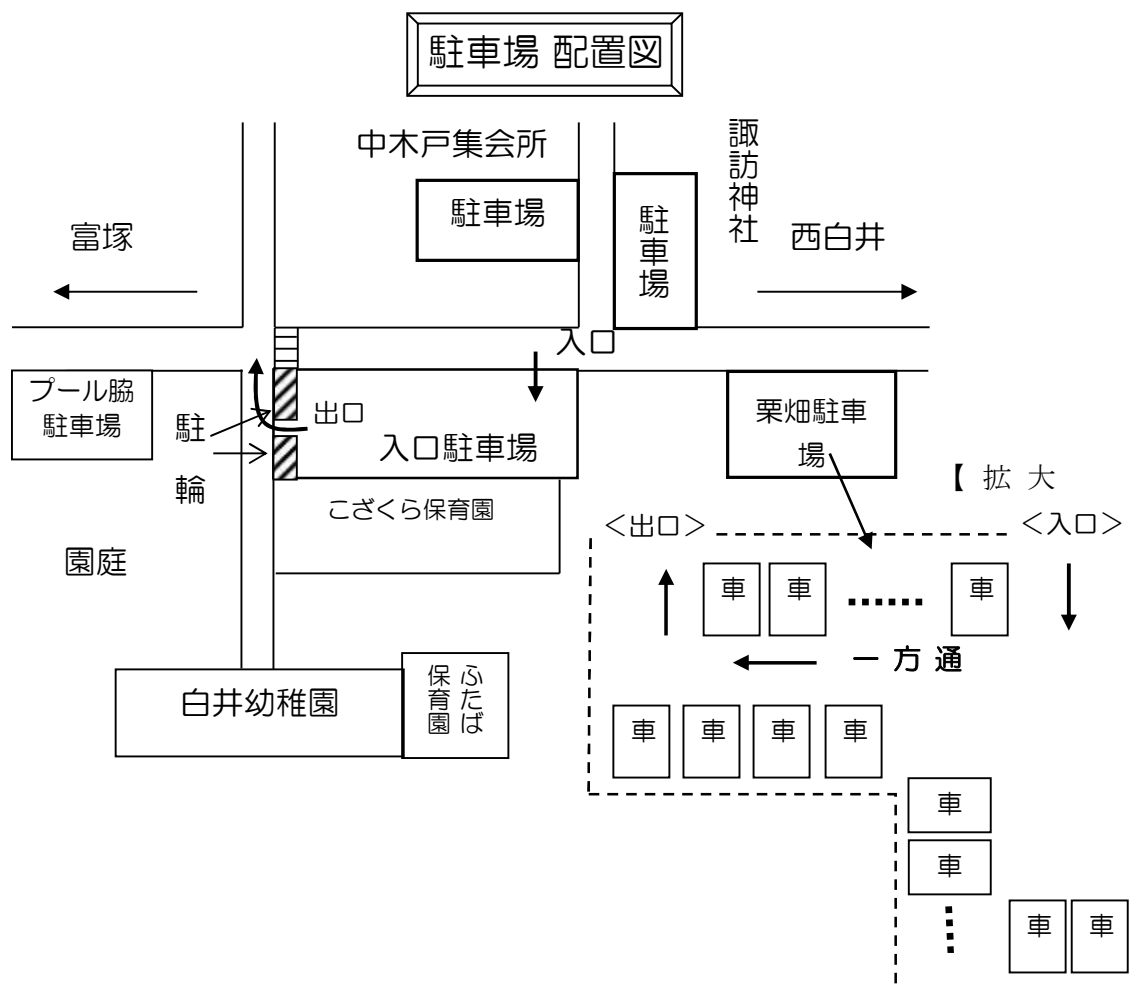 駐車場 配置図
中木戸集会所
諏訪神社
駐車場
駐車場
富塚
西白井
入口
プール脇
駐車場
駐
輪
出口
入口駐車場
栗畑駐車
場
こざくら保育園
【 拡 大
＜出口＞
＜入口＞
園庭
車
車
車
一 方 通
白井幼稚園
ふたば
保育園
車
車
車
車
車
車
車
車